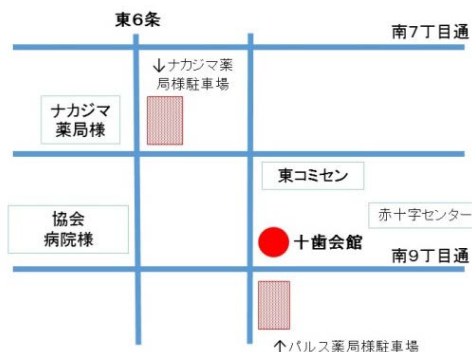 東6条
南7丁目通
↓ナカジマ薬
局様駐車場
ナカジマ
薬局様
東コミセン
赤十字センター
協会
病院様
十歯会館
南9丁目通
↑パルス薬局様駐車場